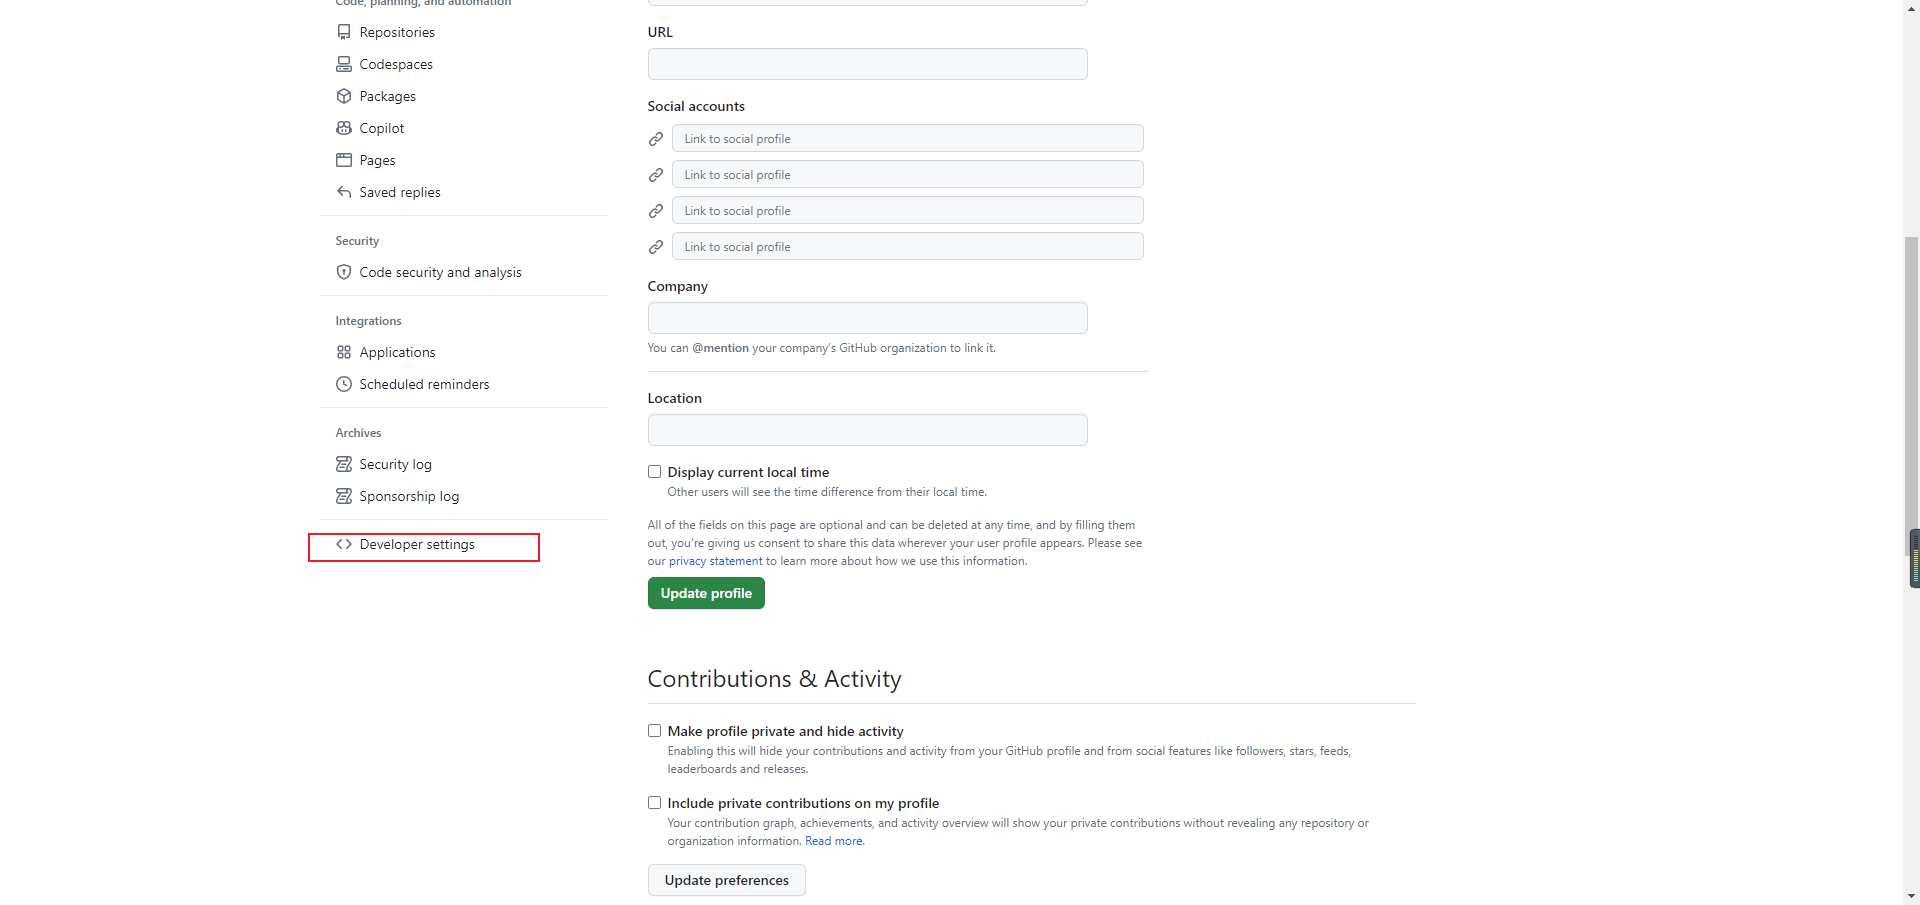 Code, planning, and automation
Repositories
Codespaces
Packages
Copilot
Pages
Saved replies
Security
Code security and analysis
Integrations
Applications
Scheduled reminders
Archives
Security log
Sponsorship log
Developer settings
URL
Social accounts
Link to social profile
Link to social profile
Link to social profile
Link to social profile
Company
You can @mention your company's GitHub organization to link it.
Location
Display current local time
Other users will see the time difference from their local time.
All of the fields on this page are optional and can be deleted at any time, and by filling them
out, you're giving us consent to share this data wherever your user profile appears. Please see
our privacy statement to learn more about how we use this information.
Update profile
Contributions & Activity
Make profile private and hide activity
Enabling this will hide your contributions and activity from your GitHub profile and from social features like followers, stars, feeds,
leaderboards and releases.
Include private contributions on my profile
Your contribution graph, achievements, and activity overview will show your private contributions without revealing any repository or
organization information. Read more.
Update preferences